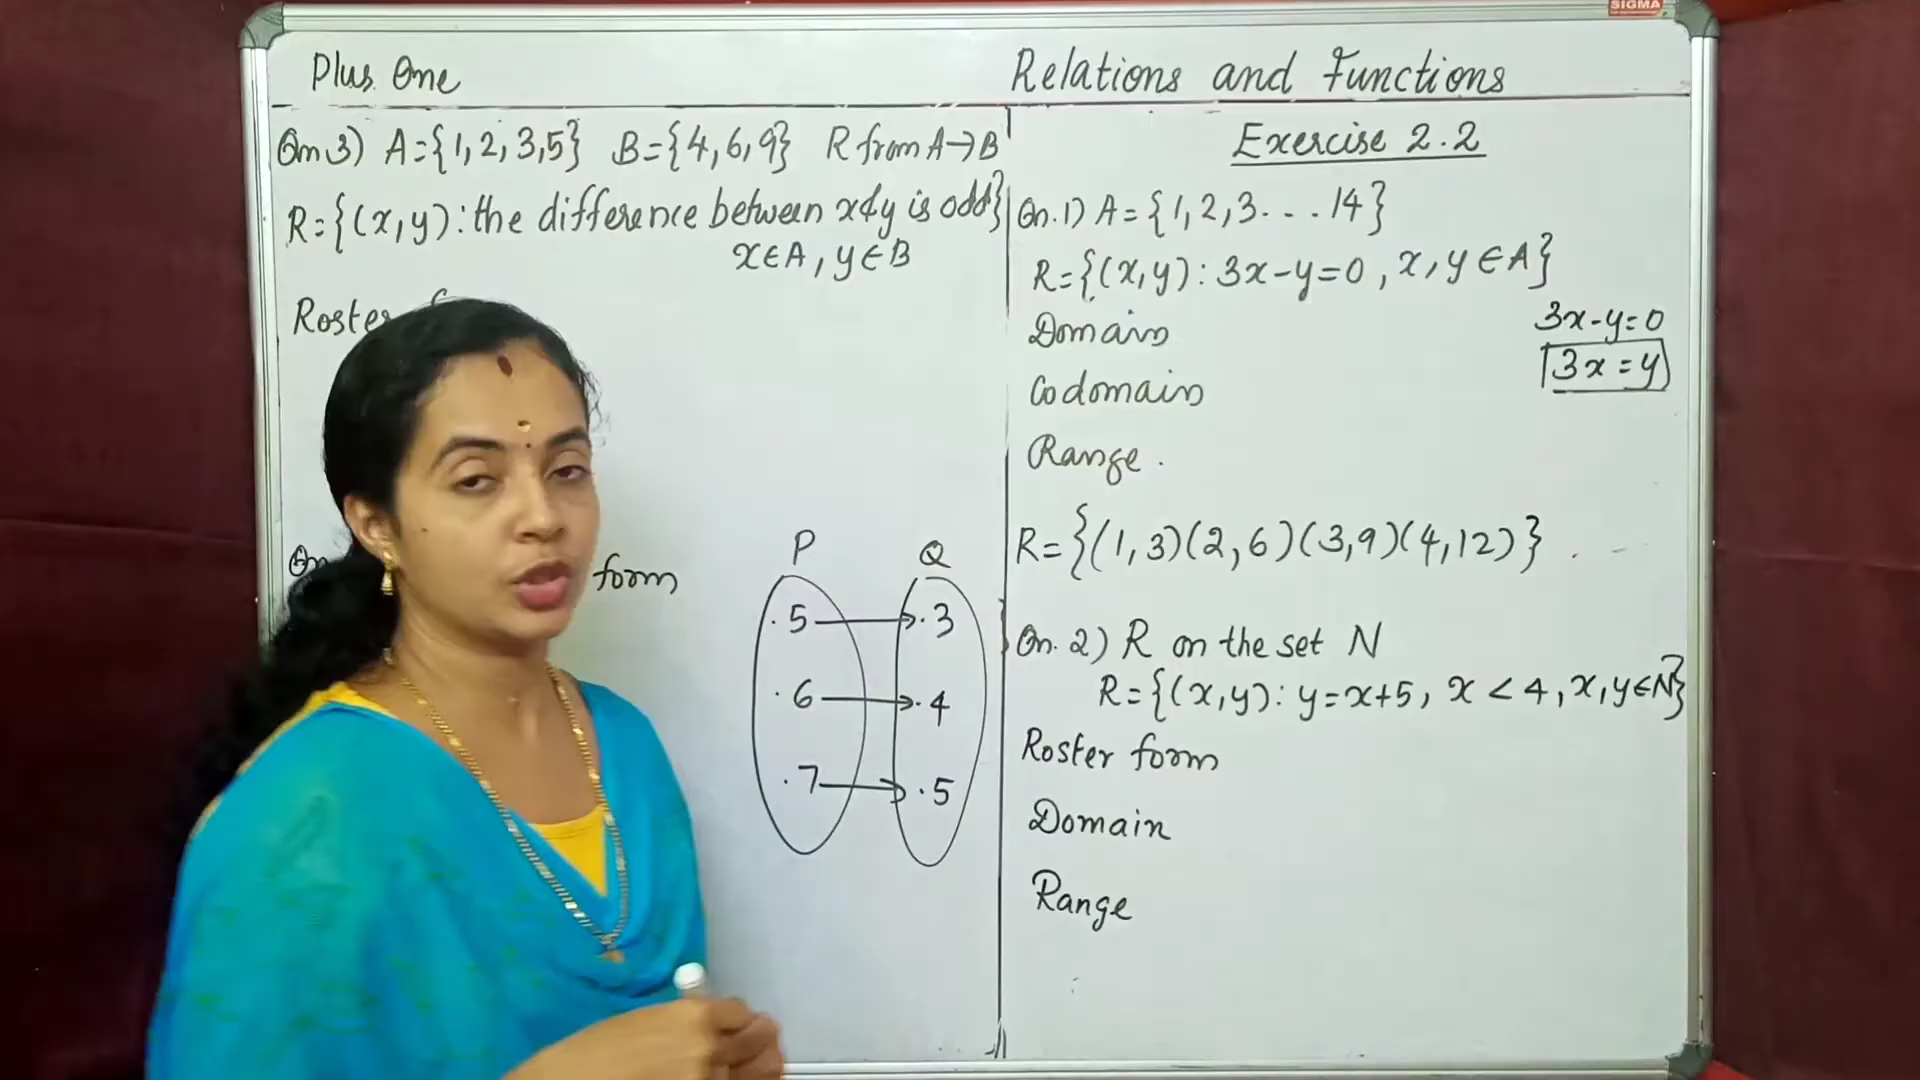 SIGMA
Plus One
Relations and Functions
Qn 3) A={1,2,3,5} B={4,6,9} R from A→B
R={(x,y): the difference between x & y is odd}
x∈A, y∈B
Roster
form
P Q
.5 .3
.6 .4
.7 .5
Exercise 2.2
Qn. 1) A={1,2,3...14}
R={(x,y): 3x-y=0, x,y∈A}
3x-y=0
3x=y
Domain
Codomain
Range.
R={(1,3)(2,6)(3,9)(4,12)}
Qn. 2) R on the set N
R={(x,y): y=x+5, x<4, x,y∈N}
Roster form
Domain
Range